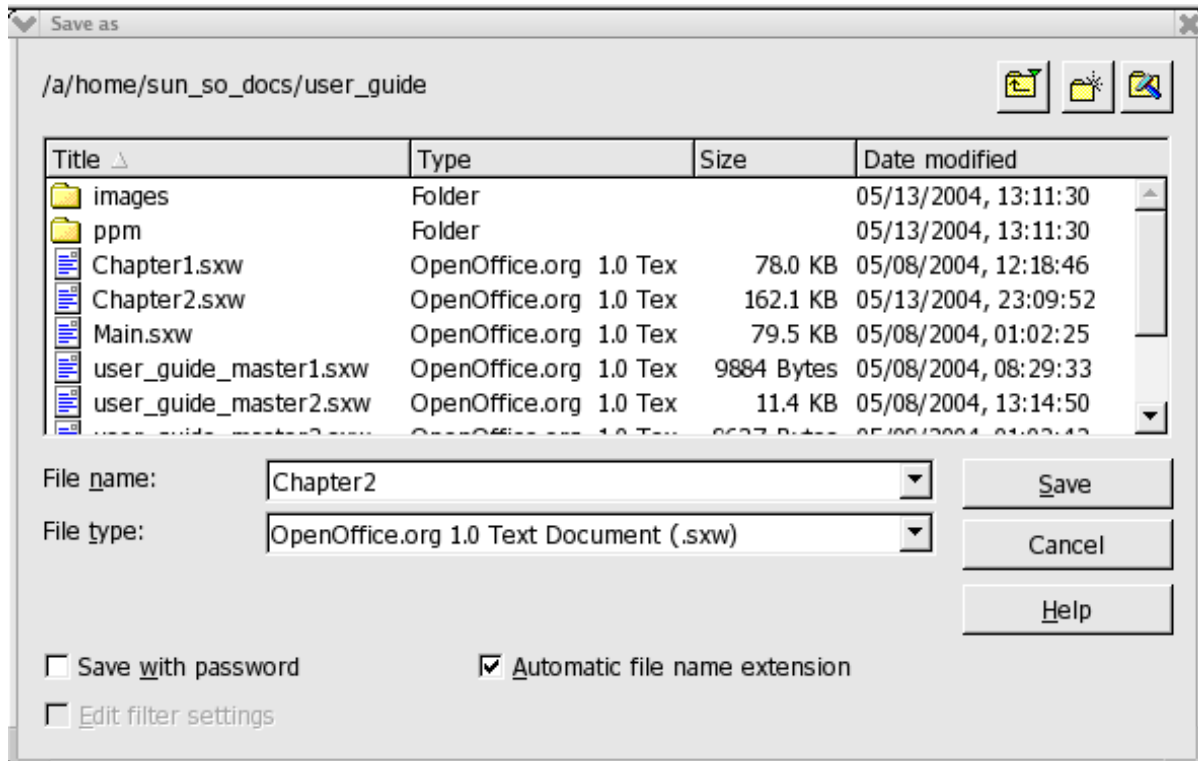 Save as
/a/home/sun_so_docs/user_guide
Title Type Size Date modified
images Folder 05/13/2004, 13:11:30
ppm Folder 05/13/2004, 13:11:30
Chapter1.sxw OpenOffice.org 1.0 Tex 78.0 KB 05/08/2004, 12:18:46
Chapter2.sxw OpenOffice.org 1.0 Tex 162.1 KB 05/13/2004, 23:09:52
Main.sxw OpenOffice.org 1.0 Tex 79.5 KB 05/08/2004, 01:02:25
user_guide_master1.sxw OpenOffice.org 1.0 Tex 9884 Bytes 05/08/2004, 08:29:33
user_guide_master2.sxw OpenOffice.org 1.0 Tex 11.4 KB 05/08/2004, 13:14:50
File name: Chapter2 Save
File type: OpenOffice.org 1.0 Text Document (.sxw)
Cancel
Help
Save with password Automatic file name extension
Edit filter settings